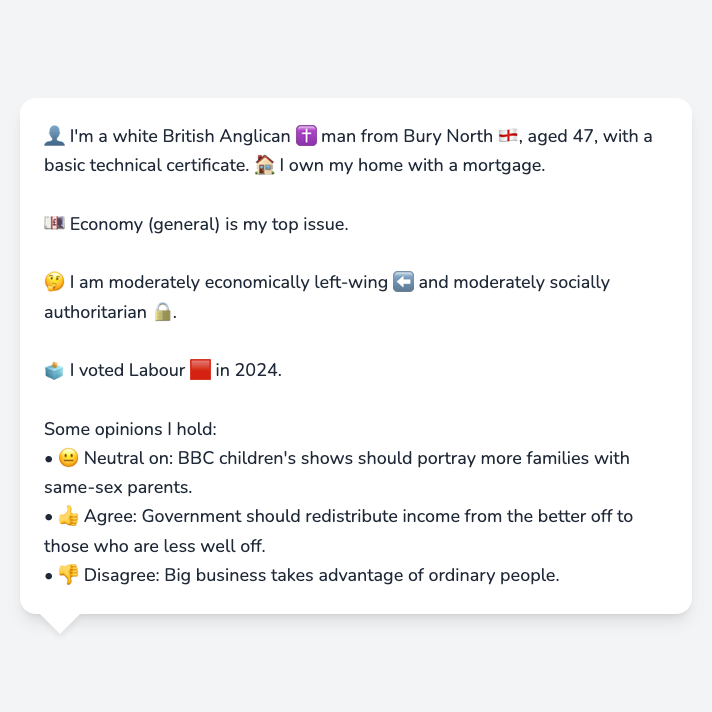 👤 I'm a white British Anglican ✝️ man from Bury North 🏴󠁧󠁢󠁥󠁮󠁧󠁿, aged 47, with a
basic technical certificate. 🏠 I own my home with a mortgage.
💷 Economy (general) is my top issue.
🤔 I am moderately economically left-wing ⬅️ and moderately socially
authoritarian 🔒.
🗳️ I voted Labour 🟥 in 2024.
Some opinions I hold:
• 😐 Neutral on: BBC children's shows should portray more families with
same-sex parents.
• 👍 Agree: Government should redistribute income from the better off to
those who are less well off.
• 👎 Disagree: Big business takes advantage of ordinary people.